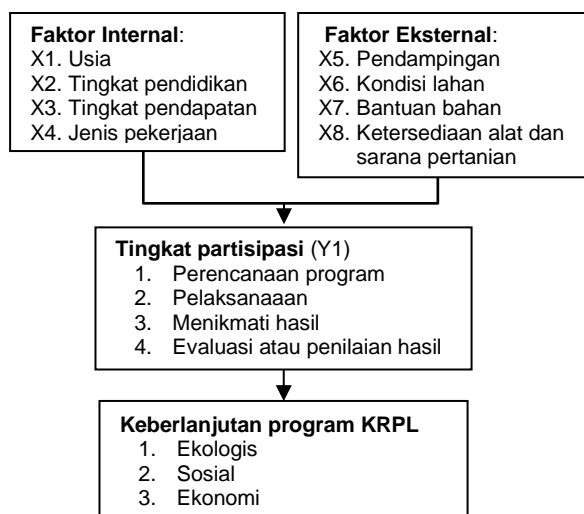 Faktor Internal:
X1. Usia
X2. Tingkat pendidikan
X3. Tingkat pendapatan
X4. Jenis pekerjaan
Faktor Eksternal:
X5. Pendampingan
X6. Kondisi lahan
X7. Bantuan bahan
X8. Ketersediaan alat dan
sarana pertanian
Tingkat partisipasi (Y1)
1. Perencanaan program
2. Pelaksanaaan
3. Menikmati hasil
4. Evaluasi atau penilaian hasil
Keberlanjutan program KRPL
1. Ekologis
2. Sosial
3. Ekonomi